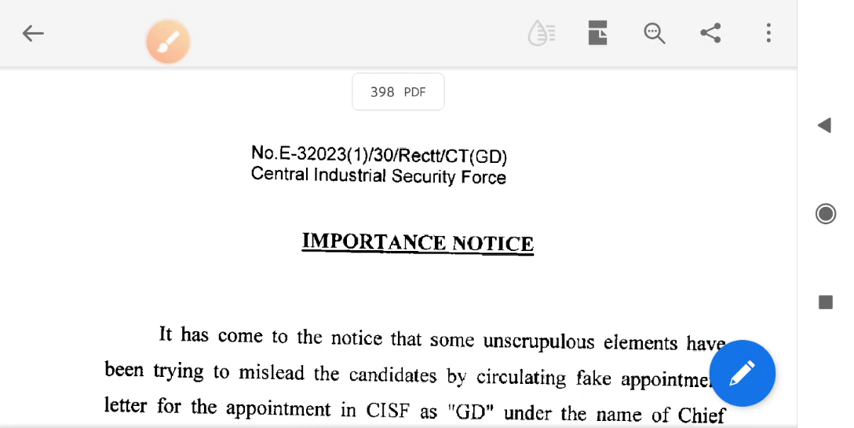 398 PDF
No.E-32023(1)/30/Rectt/CT(GD)
Central Industrial Security Force
IMPORTANCE NOTICE
It has come to the notice that some unscrupulous elements have
been trying to mislead the candidates by circulating fake
letter for the appointment in CISF as "GD" under the name of Chief